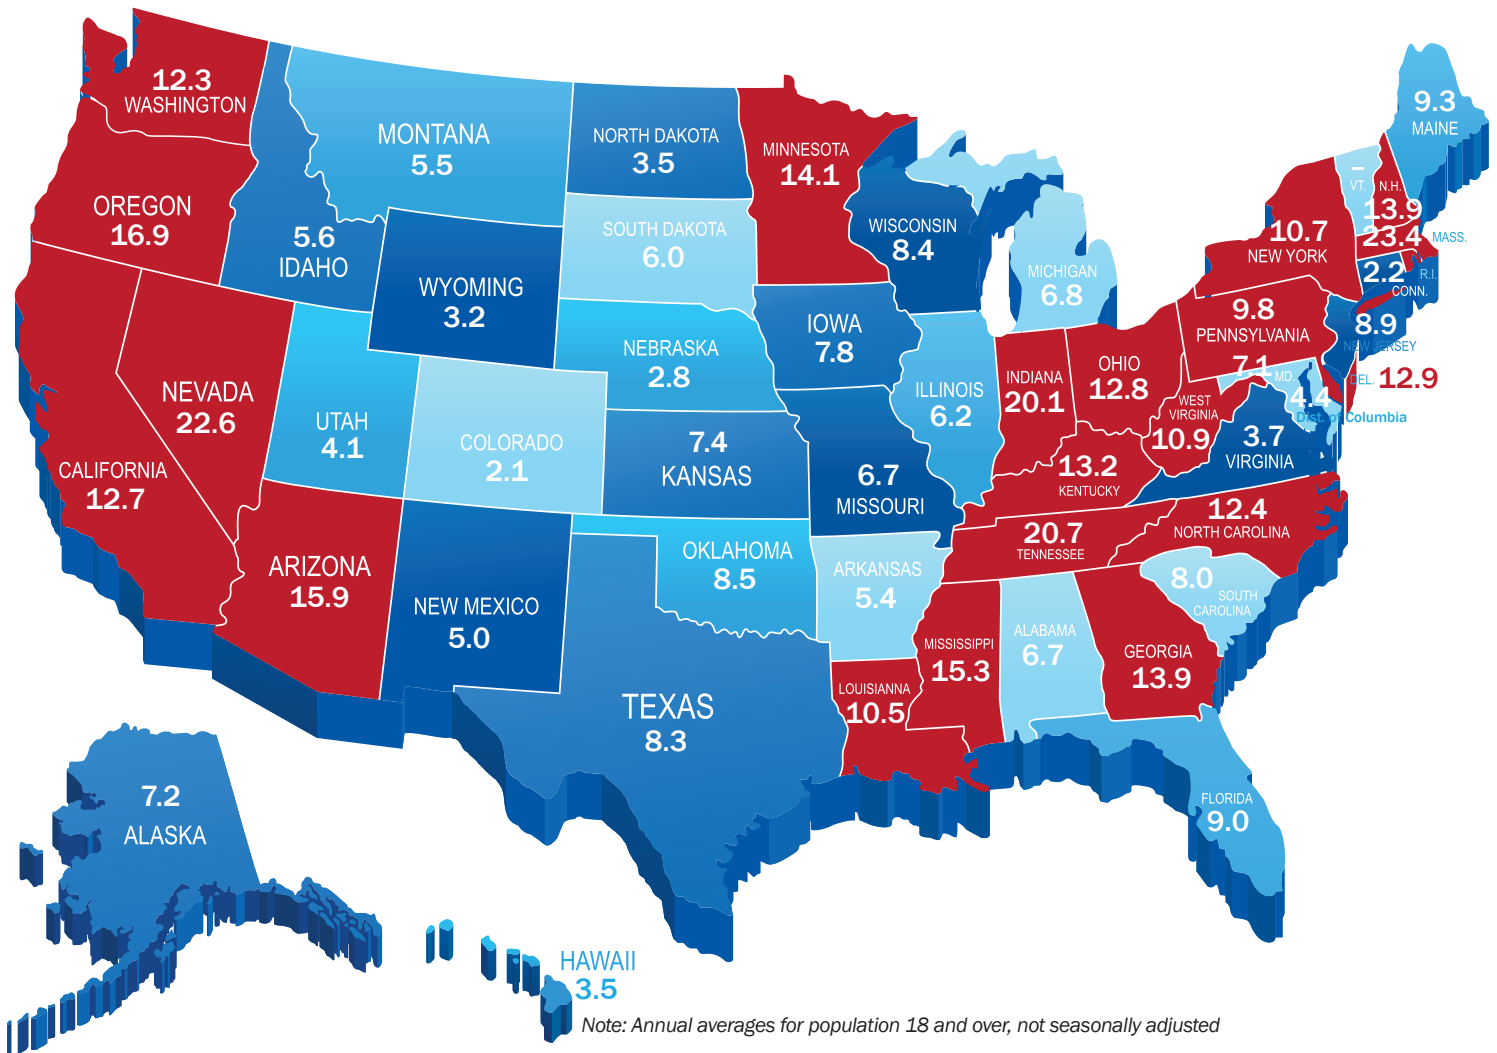 12.3
WASHINGTON
OREGON
16.9
CALIFORNIA
12.7
NEVADA
22.6
5.6
IDAHO
MONTANA
5.5
WYOMING
3.2
UTAH
4.1
COLORADO
2.1
ARIZONA
15.9
NEW MEXICO
5.0
NORTH DAKOTA
3.5
SOUTH DAKOTA
6.0
NEBRASKA
2.8
7.4
KANSAS
OKLAHOMA
8.5
TEXAS
8.3
MINNESOTA
14.1
IOWA
7.8
6.7
MISSOURI
ARKANSAS
5.4
LOUISIANNA
10.5
WISCONSIN
8.4
ILLINOIS
6.2
MICHIGAN
6.8
INDIANA
20.1
OHIO
12.8
13.2
KENTUCKY
20.7
TENNESSEE
MISSISSIPPI
15.3
ALABAMA
6.7
GEORGIA
13.9
FLORIDA
9.0
8.0
SOUTH
CAROLINA
12.4
NORTH CAROLINA
3.7
VIRGINIA
WEST
VIRGINIA
10.9
9.8
PENNSYLVANIA
10.7
NEW YORK
9.3
MAINE
–
VT.
N.H.
13.9
23.4
MASS.
2.2
R.I.
CONN.
8.9
NEW JERSEY
7.1
MD.
DEL. 12.9
4.4
Dist. of Columbia
7.2
ALASKA
HAWAII
3.5
Note: Annual averages for population 18 and over, not seasonally adjusted